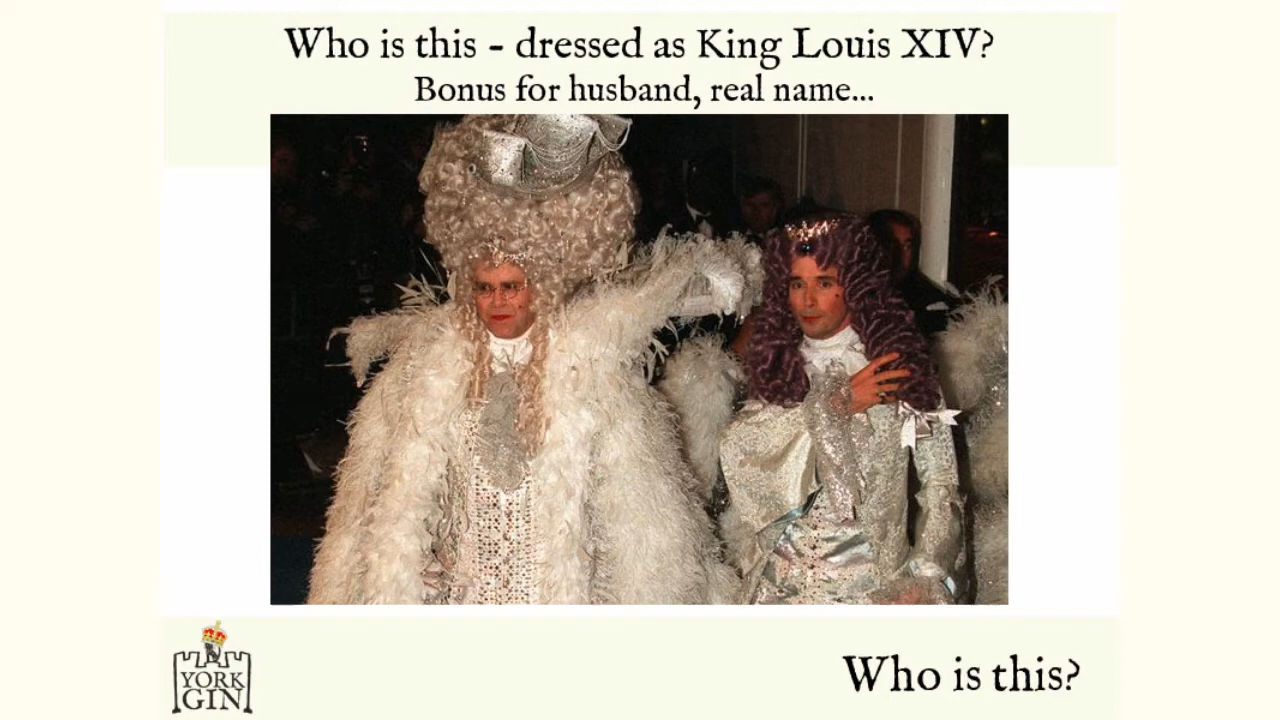 Who is this - dressed as King Louis XIV?
Bonus for husband, real name...
YORK
GIN
Who is this?